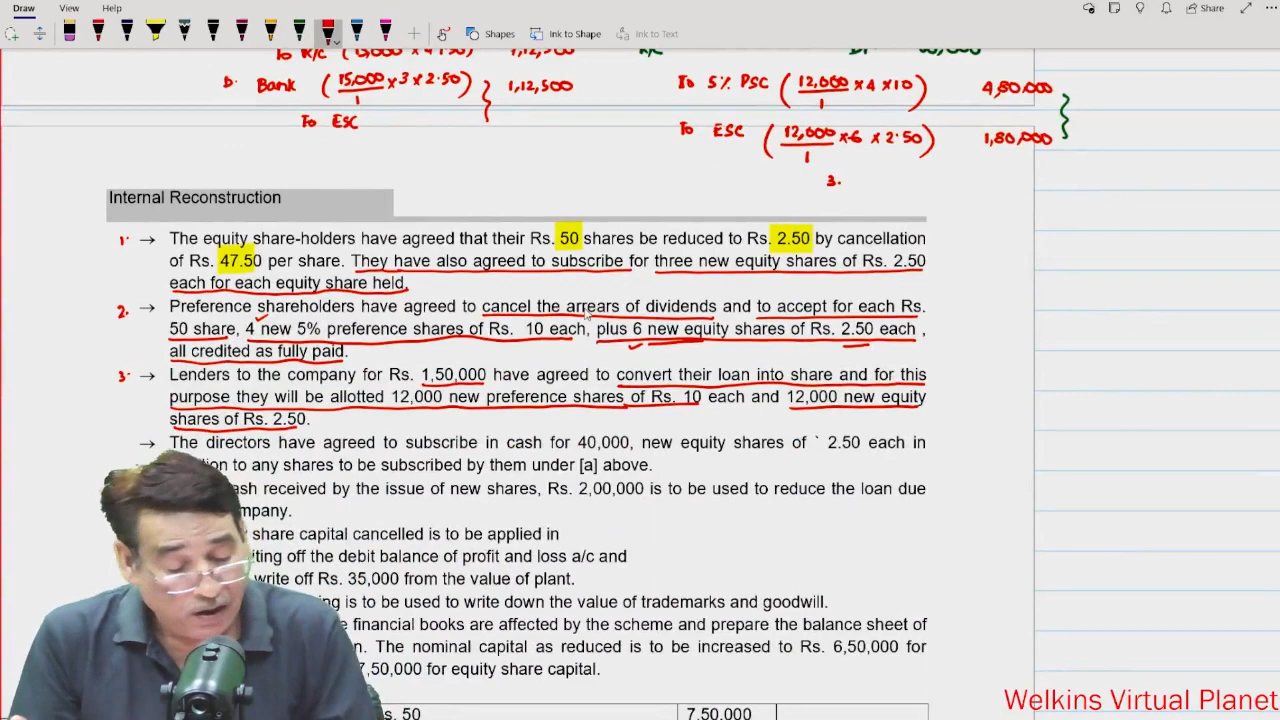 Draw View Help
Share
Shapes Ink to Shape Ink to Text
1,12,500
D. Bank (15,000/1 × 3 × 2.50) 1,12,500
To ESC
To 5% PSC (12,000/1 × 4 × 10) 4,80,000
To ESC (12,000/1 × 6 × 2.50) 1,80,000
3.
Internal Reconstruction
1. → The equity share-holders have agreed that their Rs. 50 shares be reduced to Rs. 2.50 by cancellation
of Rs. 47.50 per share. They have also agreed to subscribe for three new equity shares of Rs. 2.50
each for each equity share held.
2. → Preference shareholders have agreed to cancel the arrears of dividends and to accept for each Rs.
50 share, 4 new 5% preference shares of Rs. 10 each, plus 6 new equity shares of Rs. 2.50 each ,
all credited as fully paid.
3. → Lenders to the company for Rs. 1,50,000 have agreed to convert their loan into share and for this
purpose they will be allotted 12,000 new preference shares of Rs. 10 each and 12,000 new equity
shares of Rs. 2.50.
→ The directors have agreed to subscribe in cash for 40,000, new equity shares of ` 2.50 each in
to any shares to be subscribed by them under [a] above.
received by the issue of new shares, Rs. 2,00,000 is to be used to reduce the loan due
share capital cancelled is to be applied in
off the debit balance of profit and loss a/c and
write off Rs. 35,000 from the value of plant.
is to be used to write down the value of trademarks and goodwill.
financial books are affected by the scheme and prepare the balance sheet of
The nominal capital as reduced is to be increased to Rs. 6,50,000 for
7,50,000 for equity share capital.
50 7,50,000
Welkins Virtual Planet